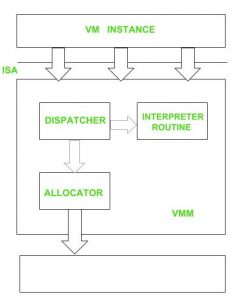 VM INSTANCE
ISA
DISPATCHER
INTERPRETER
ROUTINE
ALLOCATOR
VMM